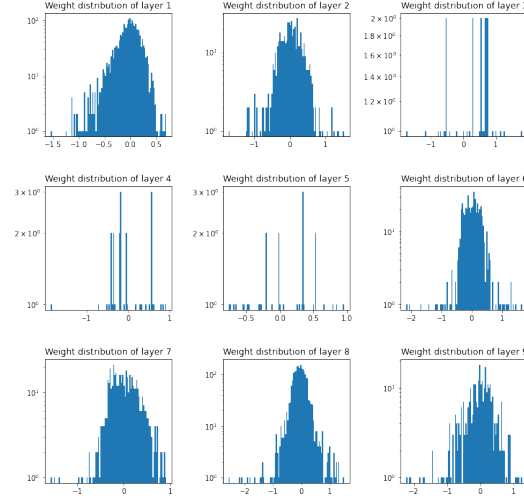 Weight distribution of layer 1
Weight distribution of layer 2
Weight distribution of layer
10² 10¹ 10⁰
−1.5 −1.0 −0.5 0.0 0.5
10¹ 10⁰
−1 0 1
2 × 10⁰ 1.8 × 10⁰ 1.6 × 10⁰ 1.4 × 10⁰ 1.2 × 10⁰ 10⁰
−1 0 1
Weight distribution of layer 4
Weight distribution of layer 5
Weight distribution of layer 6
3 × 10⁰ 2 × 10⁰ 10⁰
−1 0 1
3 × 10⁰ 2 × 10⁰ 10⁰
−0.5 0.0 0.5 1.0
10¹ 10⁰
−2 −1 0 1
Weight distribution of layer 7
Weight distribution of layer 8
Weight distribution of layer 9
10¹ 10⁰
−1 0 1
10² 10¹ 10⁰
−2 −1 0 1
10¹ 10⁰
−2 −1 0 1